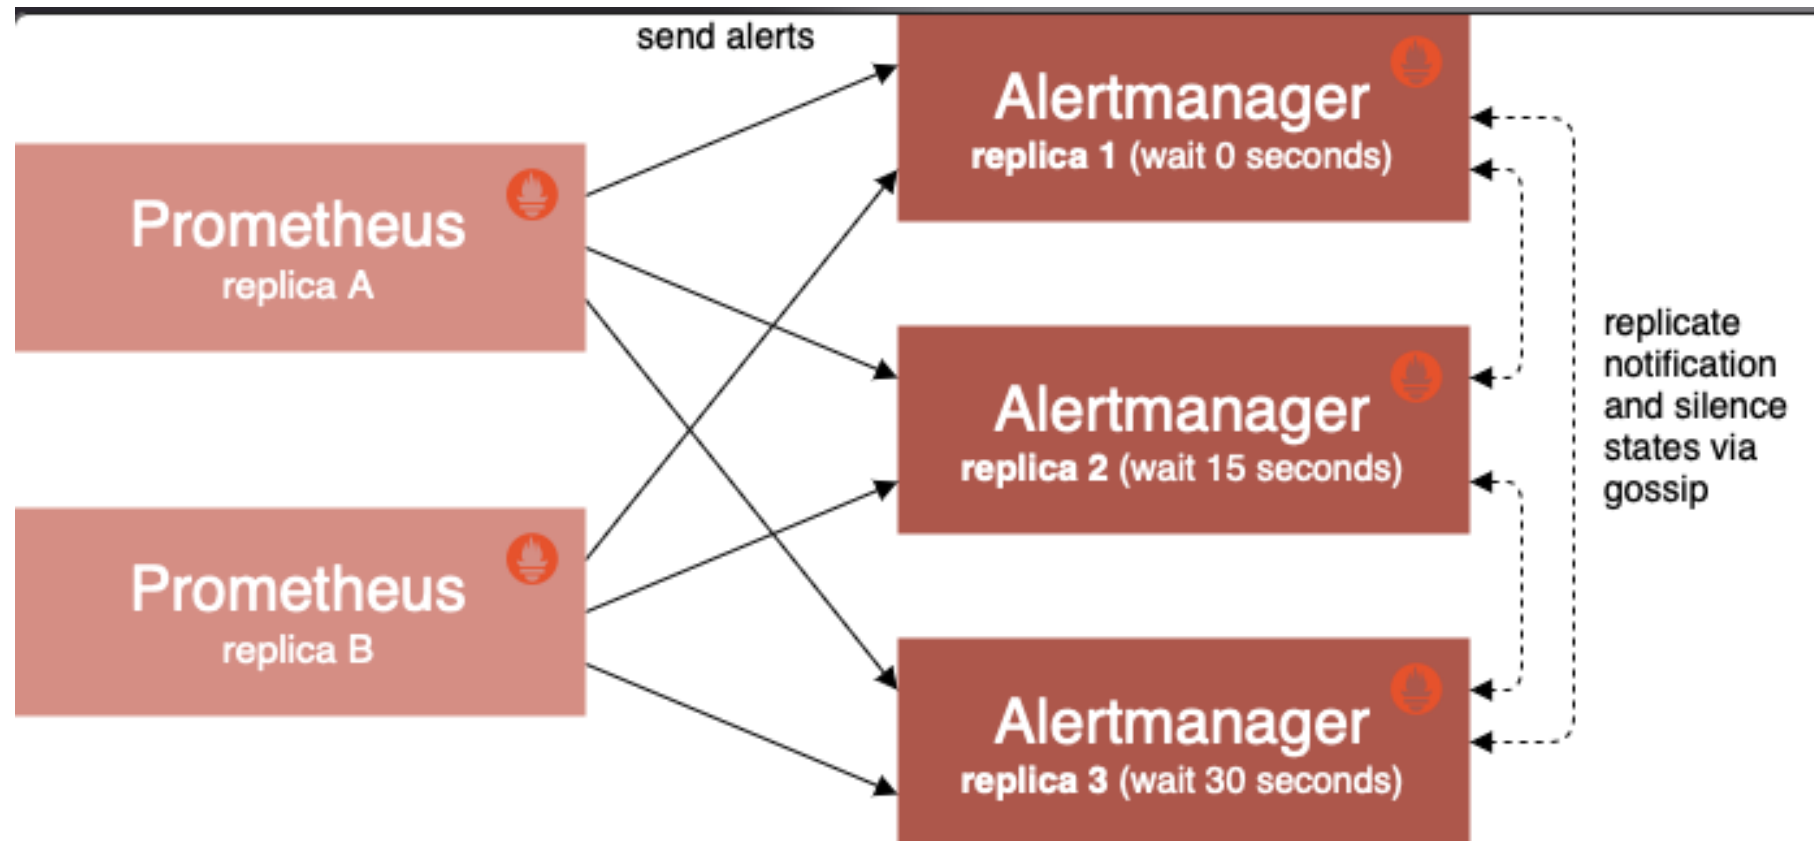 send alerts
Prometheus
replica A
Prometheus
replica B
Alertmanager
replica 1 (wait 0 seconds)
Alertmanager
replica 2 (wait 15 seconds)
Alertmanager
replica 3 (wait 30 seconds)
replicate
notification
and silence
states via
gossip